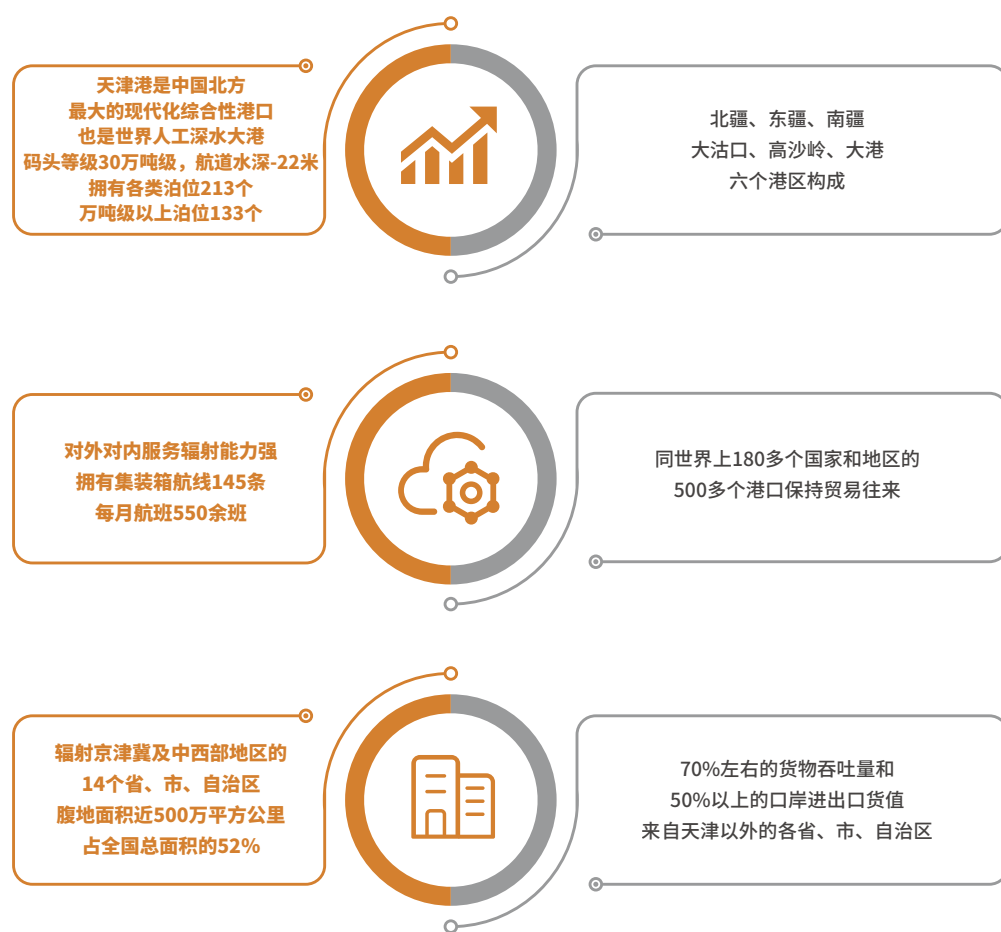 天津港是中国北方
最大的现代化综合性港口
也是世界人工深水大港
码头等级30万吨级，航道水深-22米
拥有各类泊位213个
万吨级以上泊位133个
北疆、东疆、南疆
大沽口、高沙岭、大港
六个港区构成
对外对内服务辐射能力强
拥有集装箱航线145条
每月航班550余班
同世界上180多个国家和地区的
500多个港口保持贸易往来
辐射京津冀及中西部地区的
14个省、市、自治区
腹地面积近500万平方公里
占全国总面积的52%
70%左右的货物吞吐量和
50%以上的口岸进出口货值
来自天津以外的各省、市、自治区